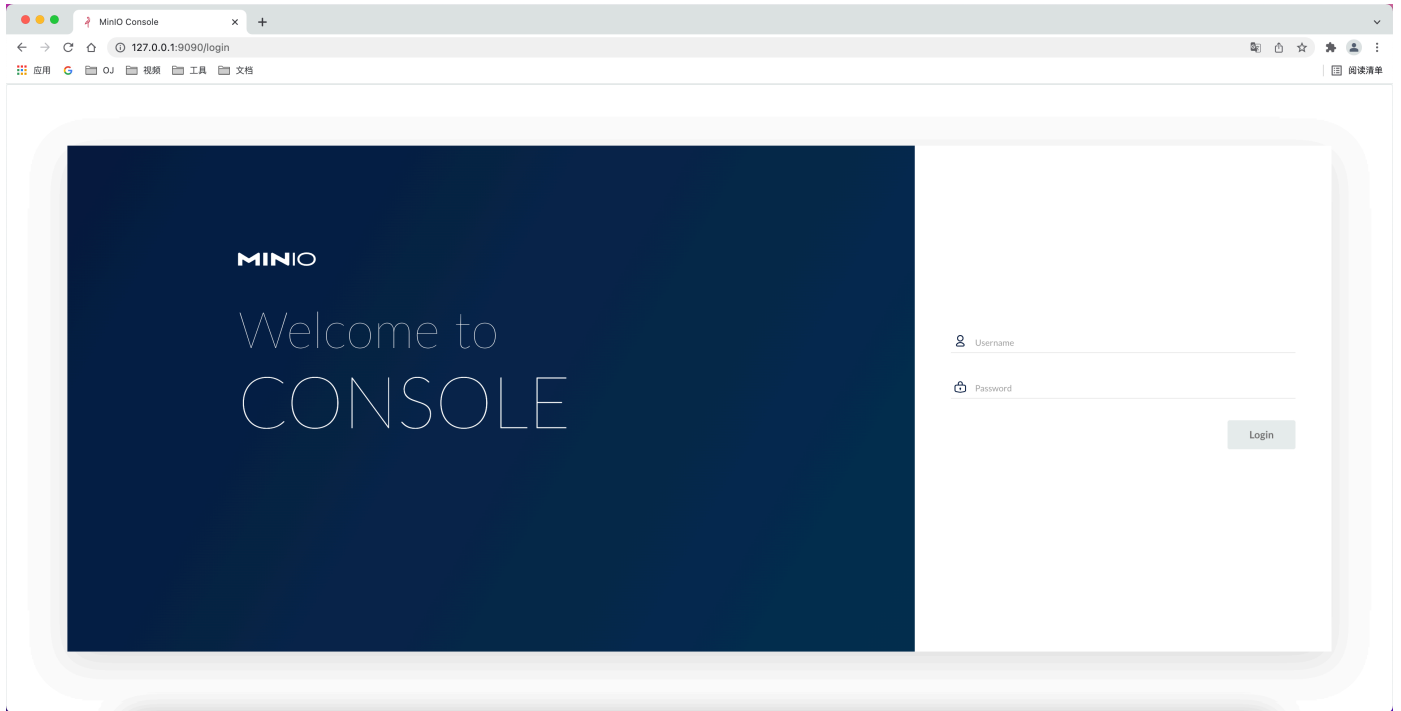 MinIO Console
127.0.0.1:9090/login
应用 OJ 视频 工具 文档 阅读清单
MINIO
Welcome to
CONSOLE
Username
Password
Login